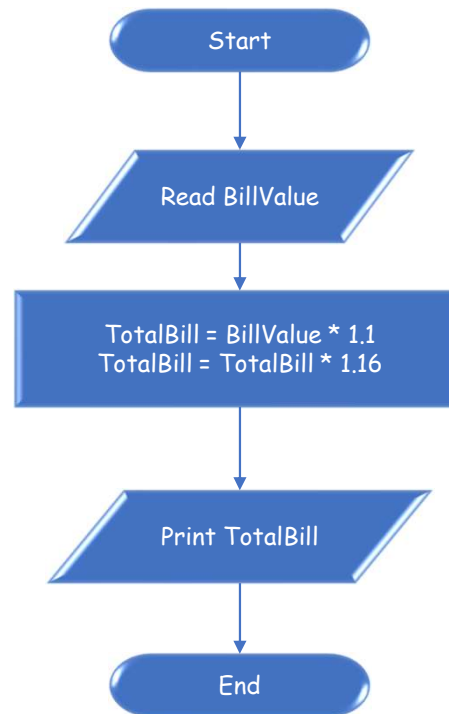 Start
Read BillValue
TotalBill = BillValue * 1.1
TotalBill = TotalBill * 1.16
Print TotalBill
End